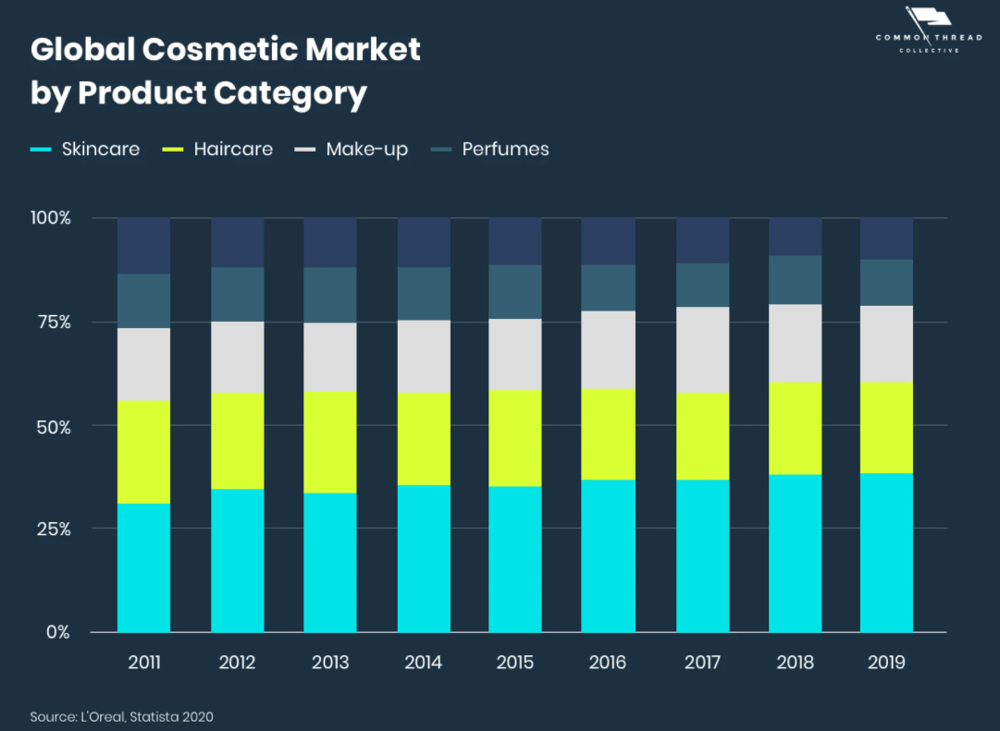 COMMON THREAD
COLLECTIVE
Global Cosmetic Market
by Product Category
Skincare Haircare Make-up Perfumes
100%
75%
50%
25%
0%
2011 2012 2013 2014 2015 2016 2017 2018 2019
Source: L'Oreal, Statista 2020